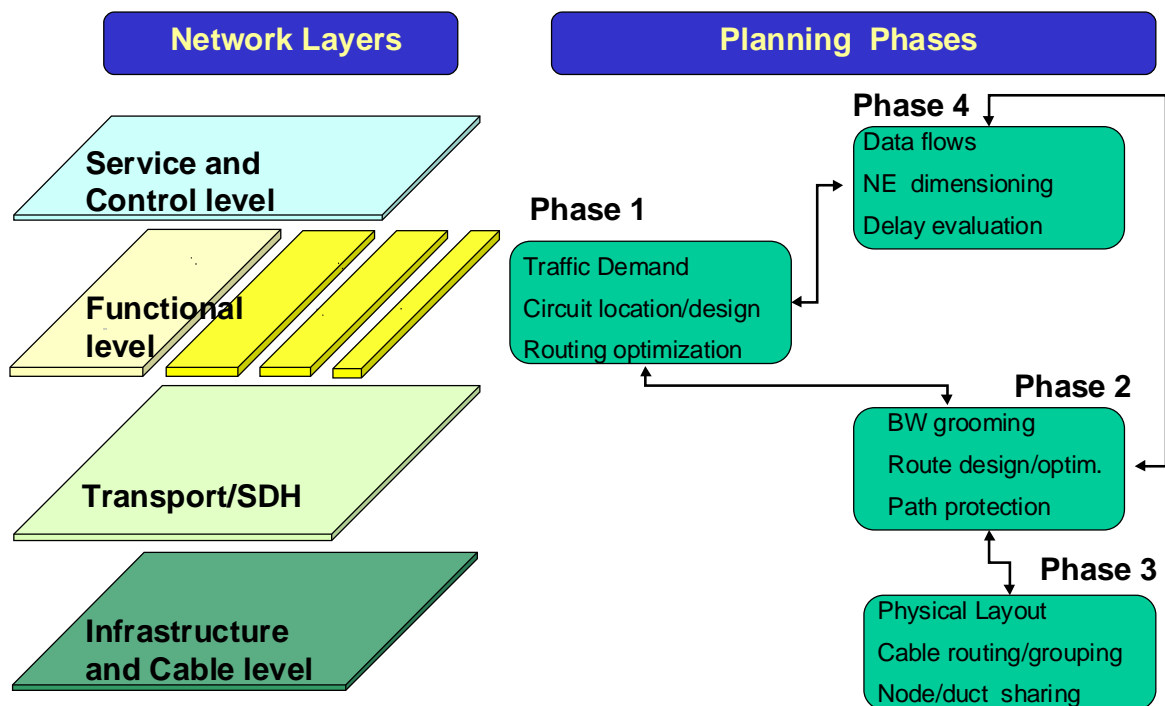 Network Layers
Planning Phases
Service and
Control level
Functional
level
Transport/SDH
Infrastructure
and Cable level
Phase 4
Data flows
NE dimensioning
Delay evaluation
Phase 1
Traffic Demand
Circuit location/design
Routing optimization
Phase 2
BW grooming
Route design/optim.
Path protection
Phase 3
Physical Layout
Cable routing/grouping
Node/duct sharing